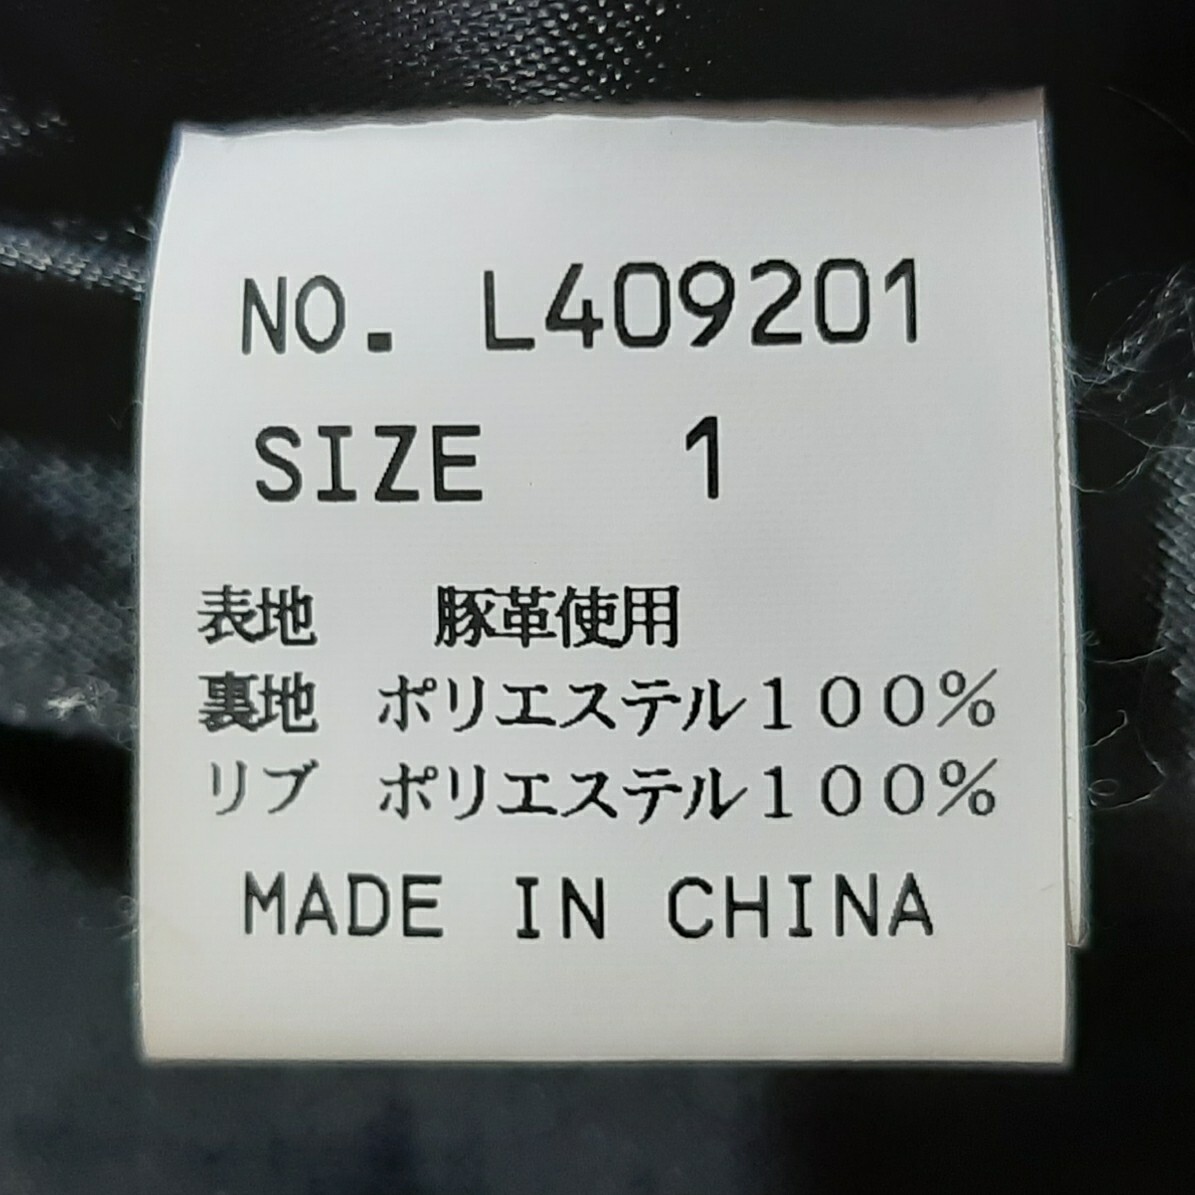 NO. L409201
SIZE 1
表地 豚革使用
裏地 ポリエステル１００％
リブ ポリエステル１００％
MADE IN CHINA